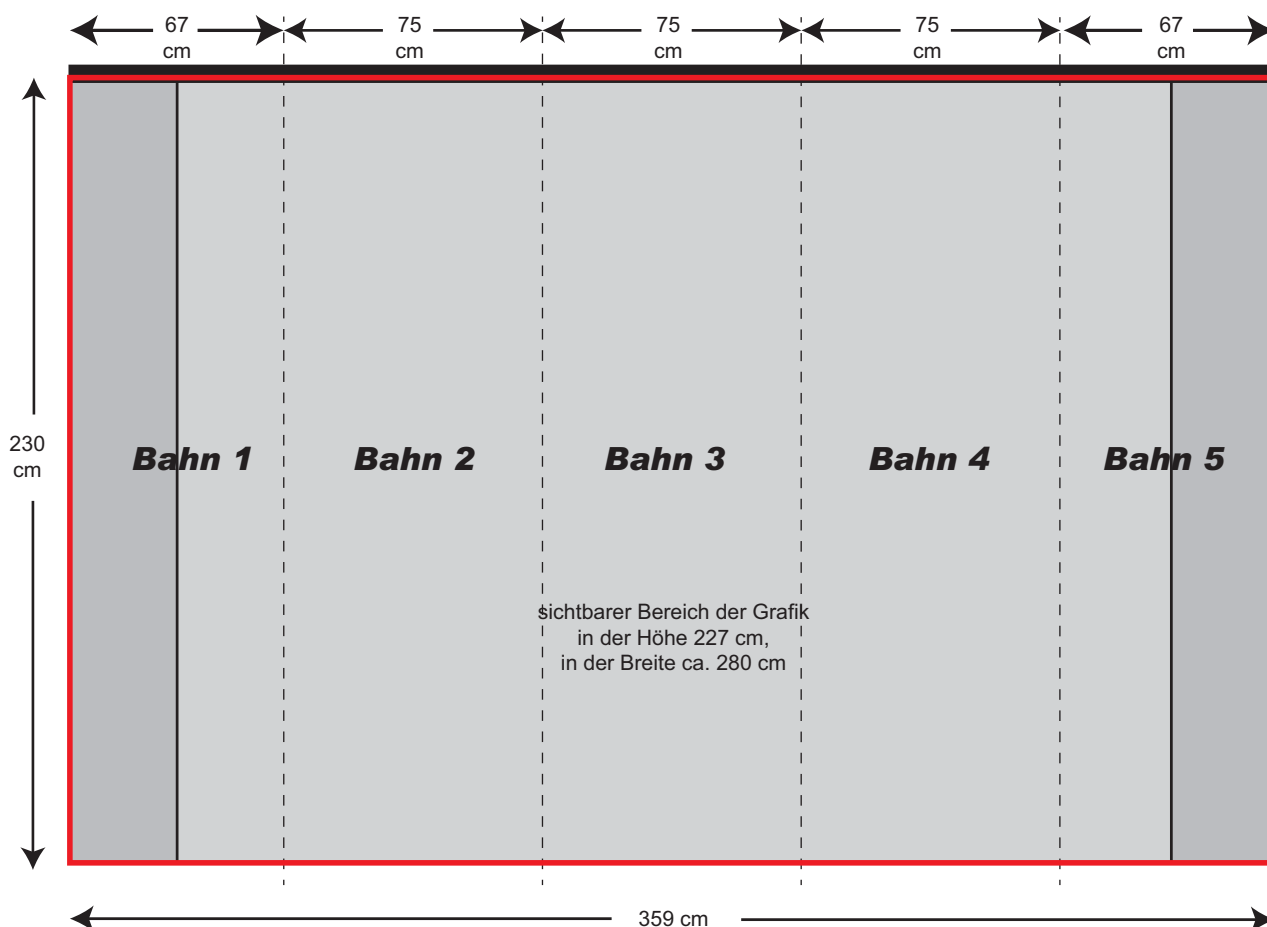 67
cm
75
cm
75
cm
75
cm
67
cm
230
cm
Bahn 1
Bahn 2
Bahn 3
Bahn 4
Bahn 5
sichtbarer Bereich der Grafik
in der Höhe 227 cm,
in der Breite ca. 280 cm
359 cm